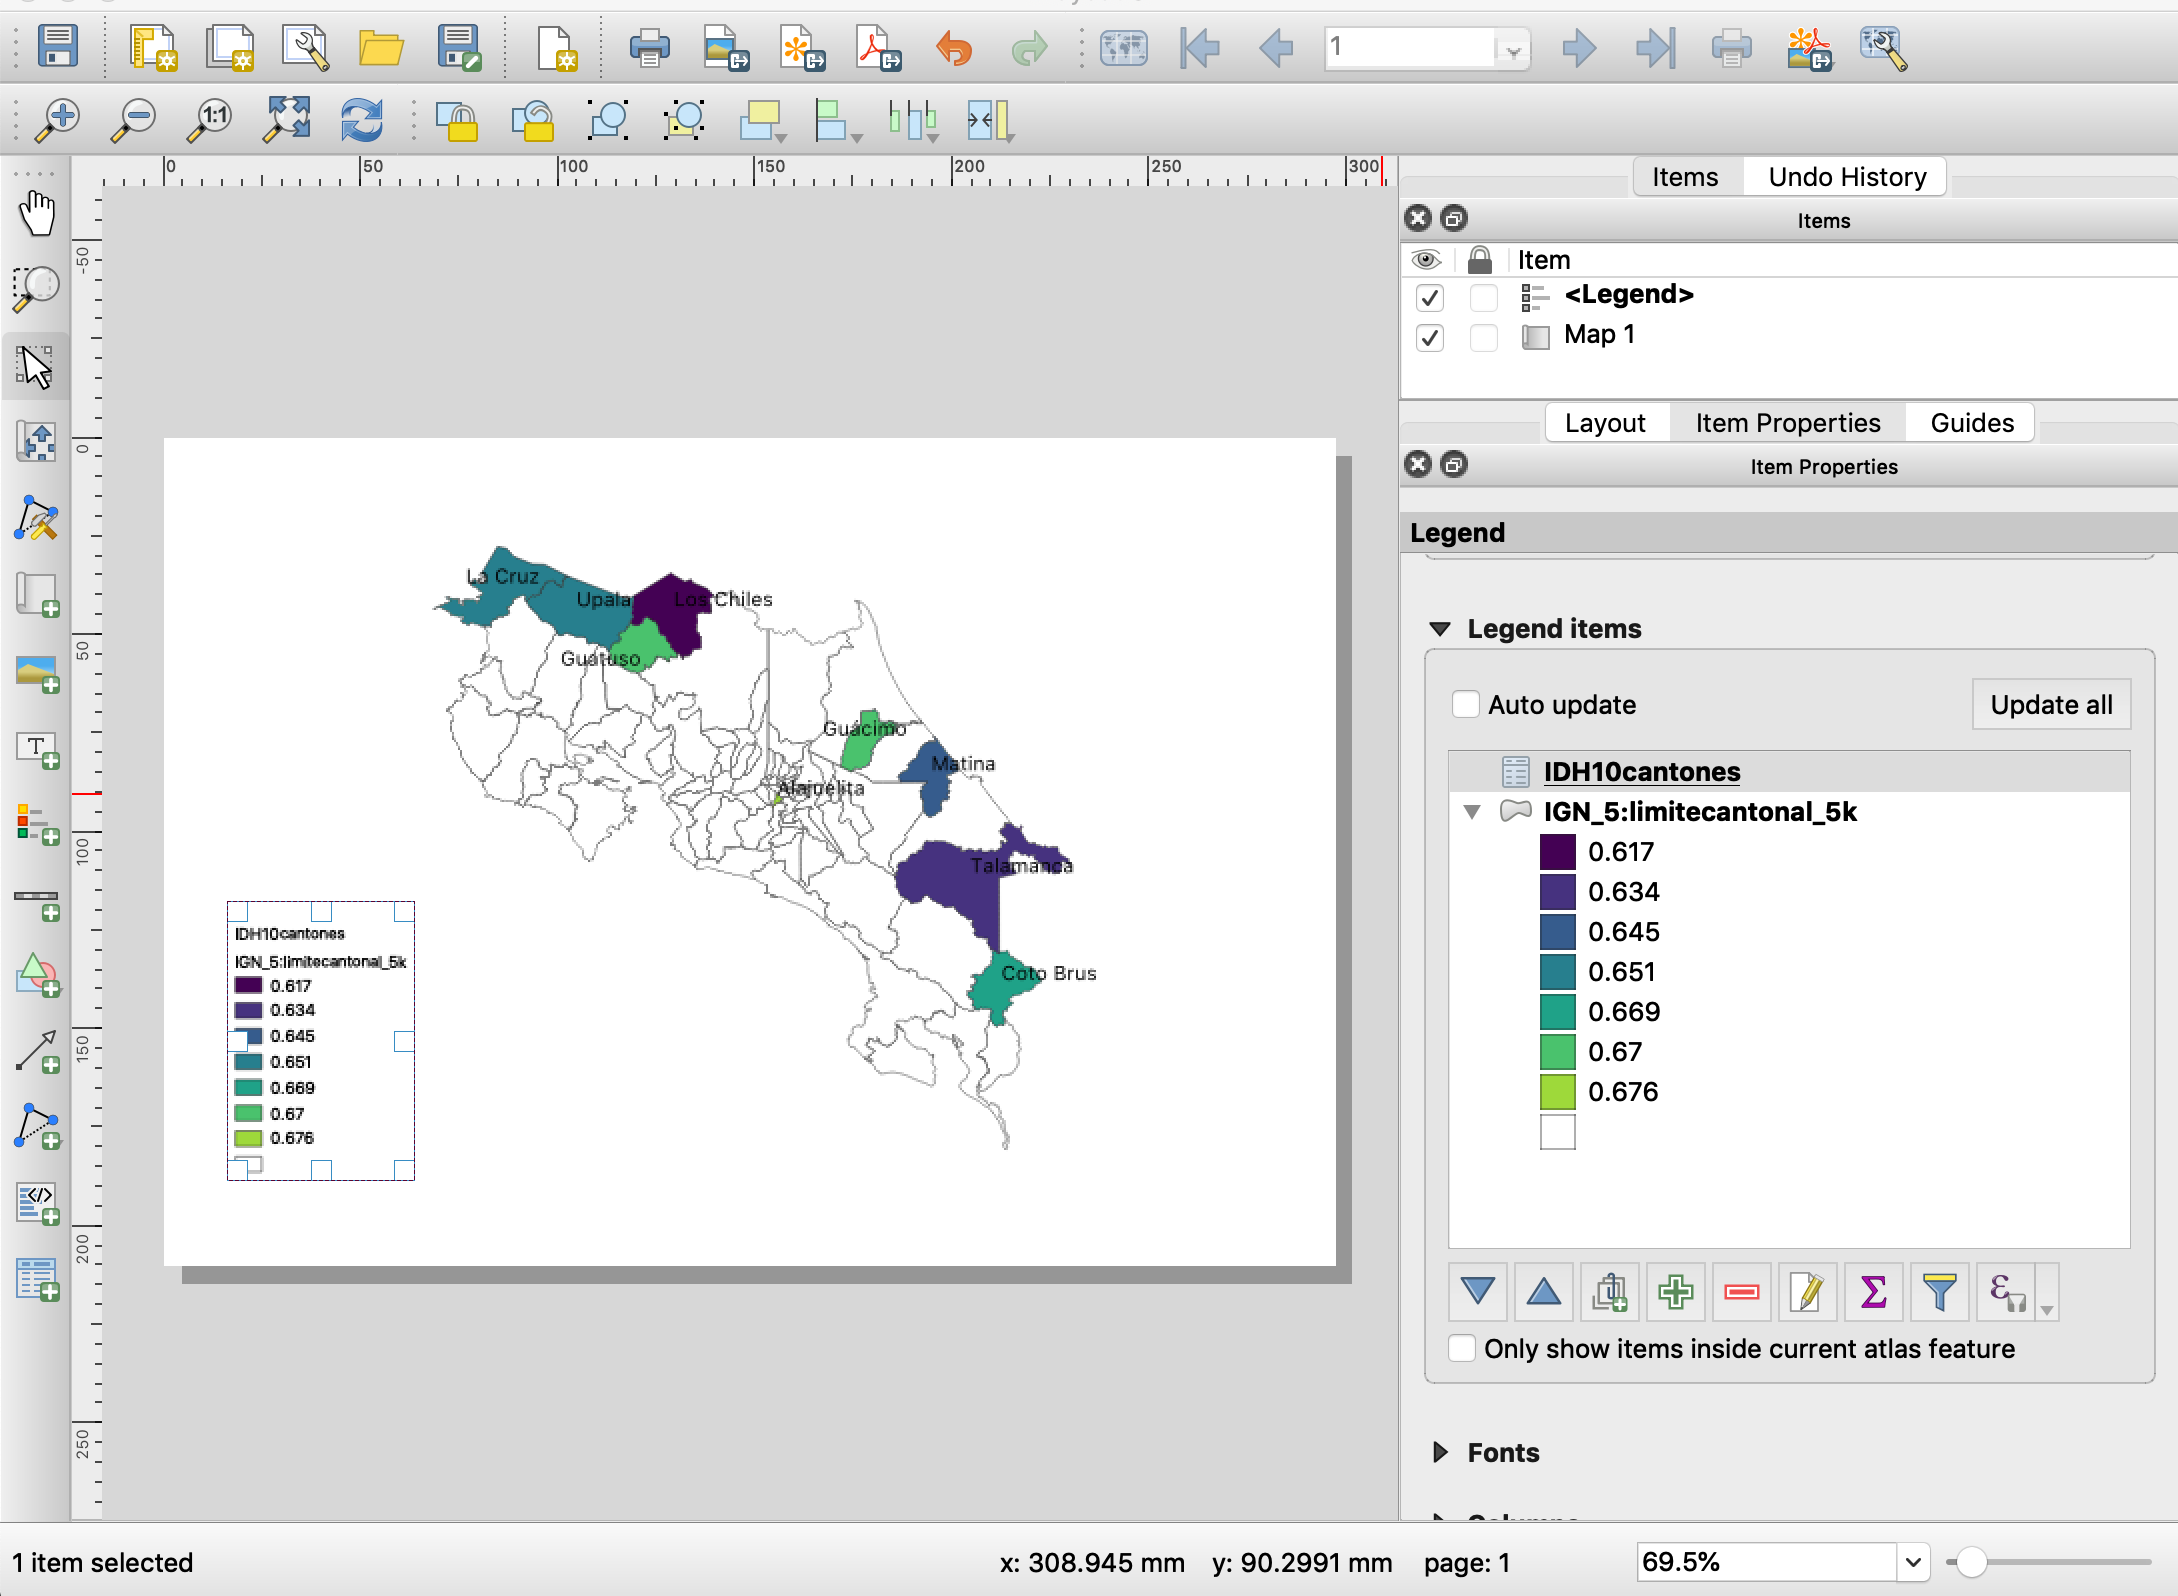 1
1:1
0 50 100 150 200 250 300
-50
0
50
100
150
200
250
La Cruz
Upala
Los Chiles
Guatuso
Guácimo
Matina
Alajuelita
Talamanca
Coto Brus
IDH10cantones
IGN_5:limitecantonal_5k
0.617
0.634
0.645
0.651
0.669
0.67
0.676
Items Undo History
Items
Item
<Legend>
Map 1
Layout Item Properties Guides
Item Properties
Legend
Legend items
Auto update Update all
IDH10cantones
IGN_5:limitecantonal_5k
0.617
0.634
0.645
0.651
0.669
0.67
0.676
Only show items inside current atlas feature
Fonts
1 item selected x: 308.945 mm y: 90.2991 mm page: 1 69.5%